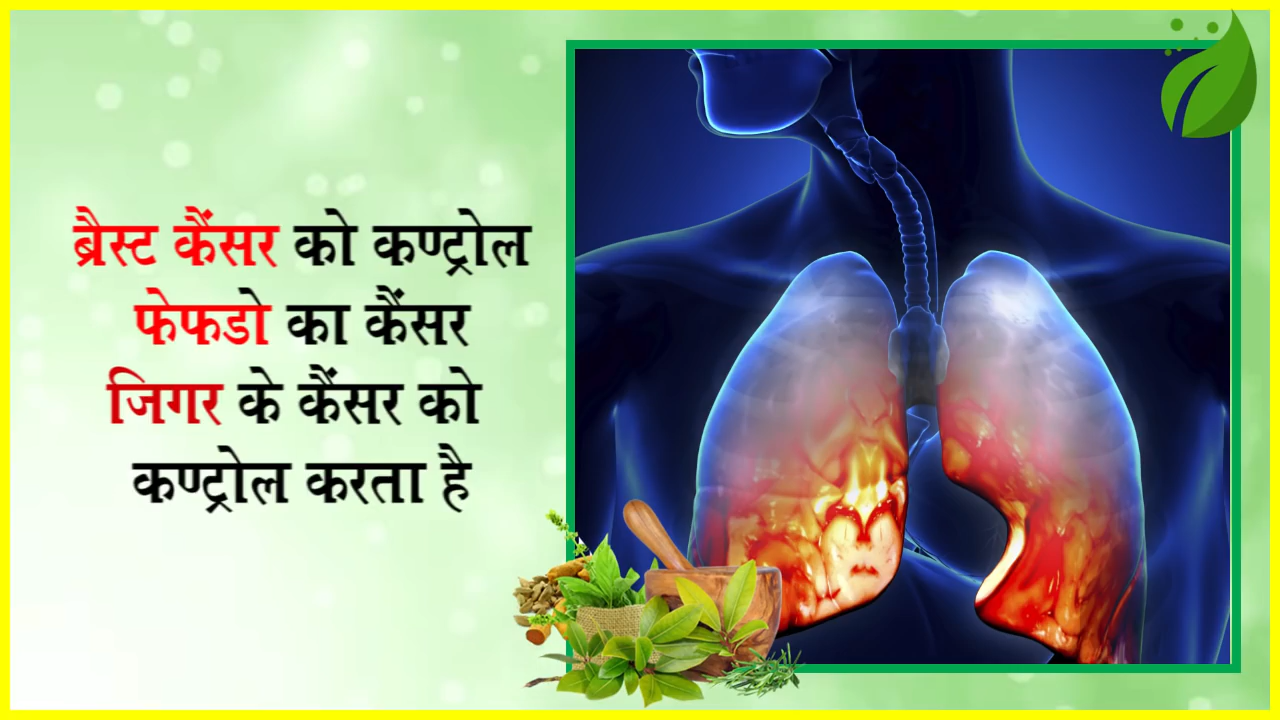 ब्रैस्ट कैंसर को कण्ट्रोल
फेफडो का कैंसर
जिगर के कैंसर को
कण्ट्रोल करता है